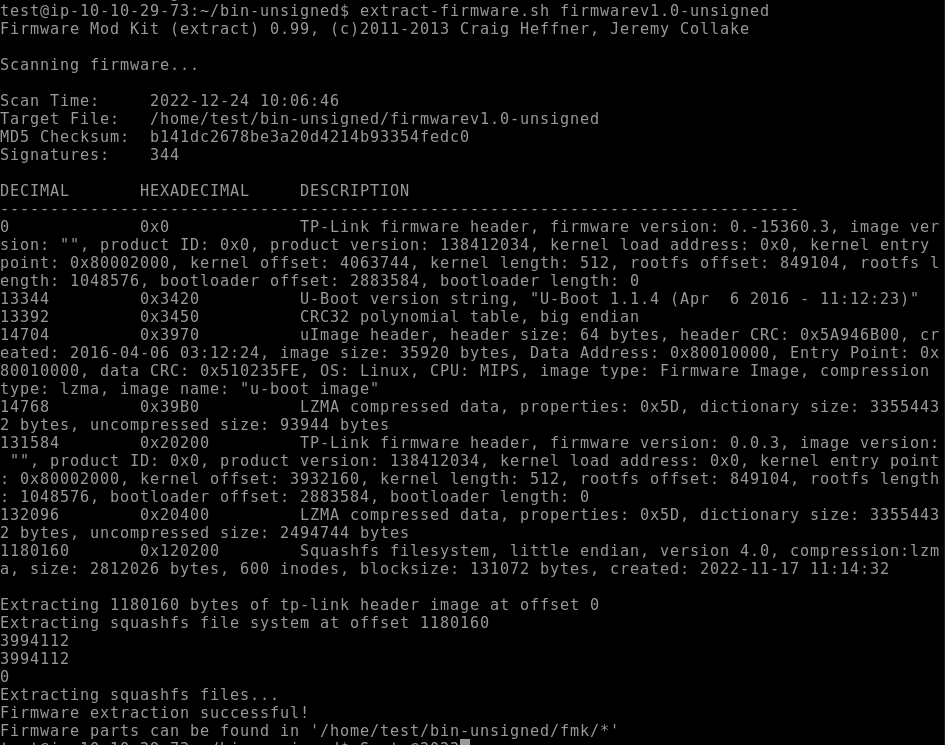 test@ip-10-10-29-73:~/bin-unsigned$ extract-firmware.sh firmwarev1.0-unsigned
Firmware Mod Kit (extract) 0.99, (c)2011-2013 Craig Heffner, Jeremy Collake
Scanning firmware...
Scan Time:     2022-12-24 10:06:46
Target File:   /home/test/bin-unsigned/firmwarev1.0-unsigned
MD5 Checksum:  b141dc2678be3a20d4214b93354fedc0
Signatures:    344
DECIMAL       HEXADECIMAL     DESCRIPTION
--------------------------------------------------------------------------------
0             0x0             TP-Link firmware header, firmware version: 0.-15360.3, image ver
sion: "", product ID: 0x0, product version: 138412034, kernel load address: 0x0, kernel entry
point: 0x80002000, kernel offset: 4063744, kernel length: 512, rootfs offset: 849104, rootfs l
ength: 1048576, bootloader offset: 2883584, bootloader length: 0
13344         0x3420          U-Boot version string, "U-Boot 1.1.4 (Apr  6 2016 - 11:12:23)"
13392         0x3450          CRC32 polynomial table, big endian
14704         0x3970          uImage header, header size: 64 bytes, header CRC: 0x5A946B00, cr
eated: 2016-04-06 03:12:24, image size: 35920 bytes, Data Address: 0x80010000, Entry Point: 0x
80010000, data CRC: 0x510235FE, OS: Linux, CPU: MIPS, image type: Firmware Image, compression
type: lzma, image name: "u-boot image"
14768         0x39B0          LZMA compressed data, properties: 0x5D, dictionary size: 3355443
2 bytes, uncompressed size: 93944 bytes
131584        0x20200         TP-Link firmware header, firmware version: 0.0.3, image version:
 "", product ID: 0x0, product version: 138412034, kernel load address: 0x0, kernel entry point
: 0x80002000, kernel offset: 3932160, kernel length: 512, rootfs offset: 849104, rootfs length
: 1048576, bootloader offset: 2883584, bootloader length: 0
132096        0x20400         LZMA compressed data, properties: 0x5D, dictionary size: 3355443
2 bytes, uncompressed size: 2494744 bytes
1180160       0x120200        Squashfs filesystem, little endian, version 4.0, compression:lzm
a, size: 2812026 bytes, 600 inodes, blocksize: 131072 bytes, created: 2022-11-17 11:14:32
Extracting 1180160 bytes of tp-link header image at offset 0
Extracting squashfs file system at offset 1180160
3994112
3994112
0
Extracting squashfs files...
Firmware extraction successful!
Firmware parts can be found in '/home/test/bin-unsigned/fmk/*'